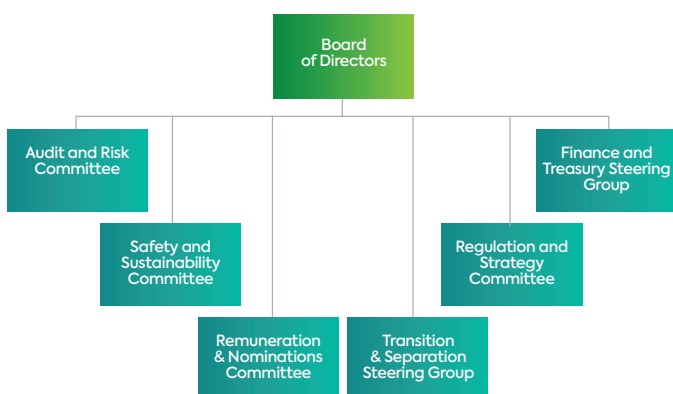 Board
of Directors
Audit and Risk
Committee
Finance and
Treasury Steering
Group
Safety and
Sustainability
Committee
Regulation and
Strategy
Committee
Remuneration
& Nominations
Committee
Transition
& Separation
Steering Group